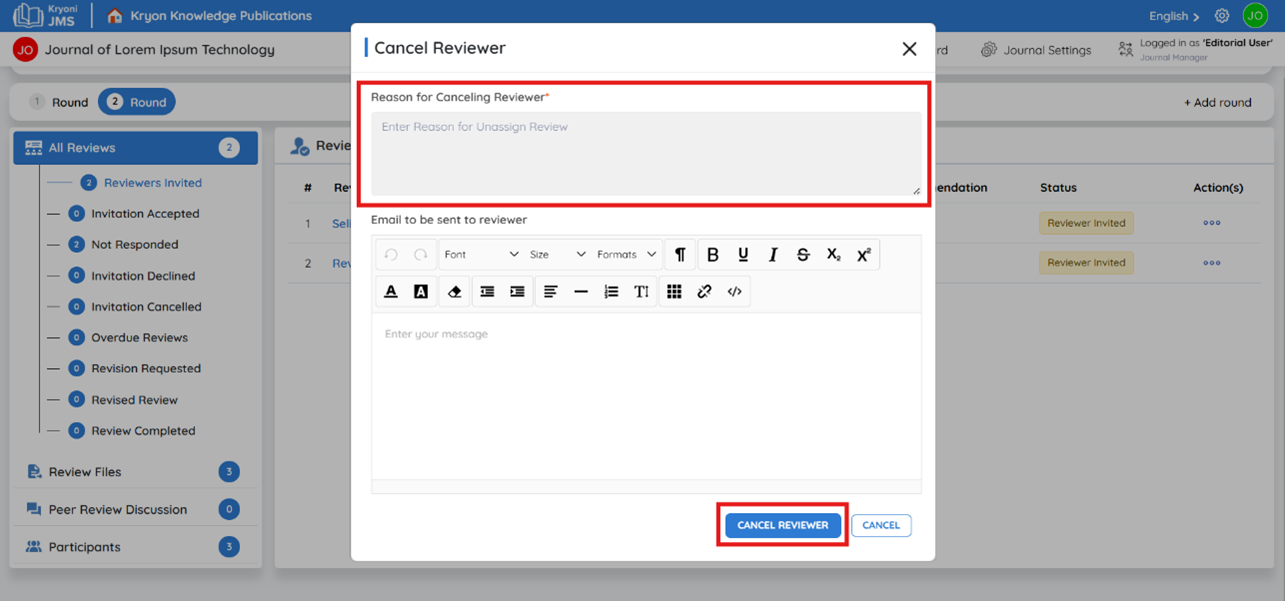 Kryoni
JMS
Kryon Knowledge Publications
English
JO
JO
Journal of Lorem Ipsum Technology
rd
Journal Settings
Logged in as 'Editorial User'
Journal Manager
1 Round
2 Round
+ Add round
All Reviews 2
2 Reviewers Invited
0 Invitation Accepted
2 Not Responded
0 Invitation Declined
0 Invitation Cancelled
0 Overdue Reviews
0 Revision Requested
0 Revised Review
0 Review Completed
Review Files 3
Peer Review Discussion 0
Participants 3
Revie
# Re
endation Status Action(s)
1 Sell
Reviewer Invited
2 Rev
Reviewer Invited
Cancel Reviewer
Reason for Canceling Reviewer*
Enter Reason for Unassign Review
Email to be sent to reviewer
Font Size Formats ¶ B U I S X₂ X²
A A TI </>
Enter your message
CANCEL REVIEWER CANCEL